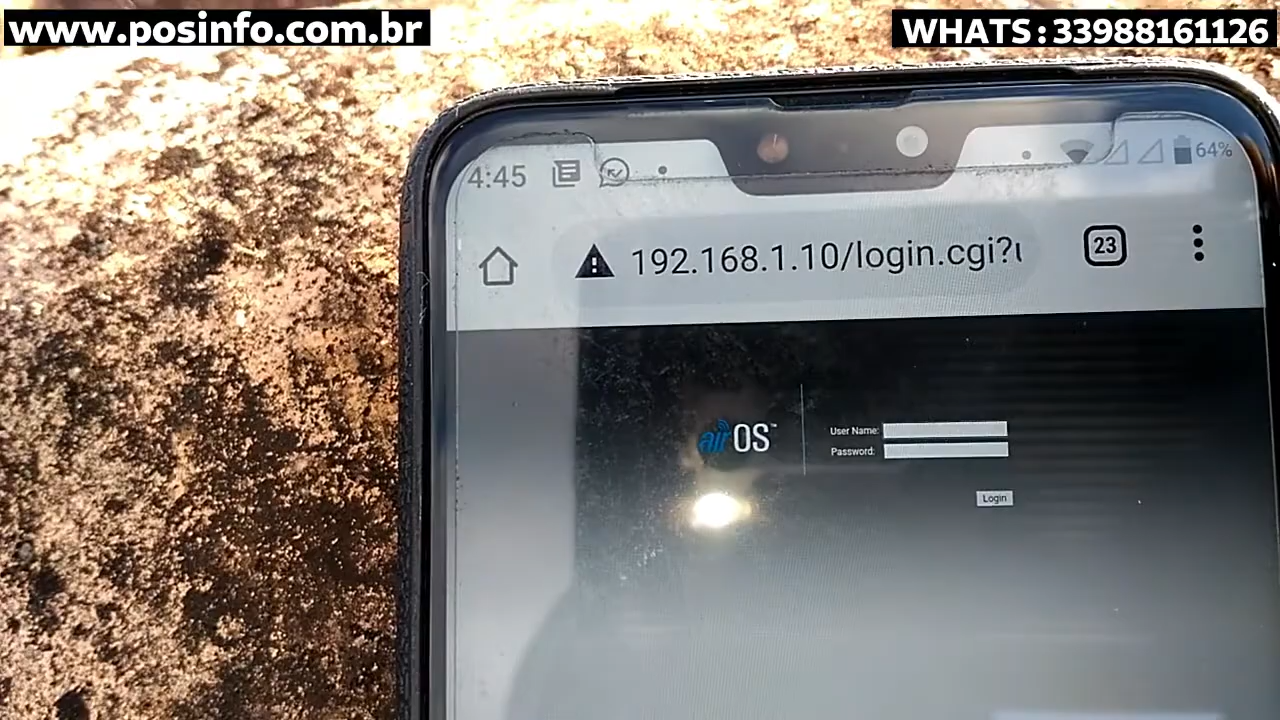 www.posinfo.com.br
WHATS:33988161126
4:45
64%
192.168.1.10/login.cgi?u
23
airOS™
User Name:
Password:
Login